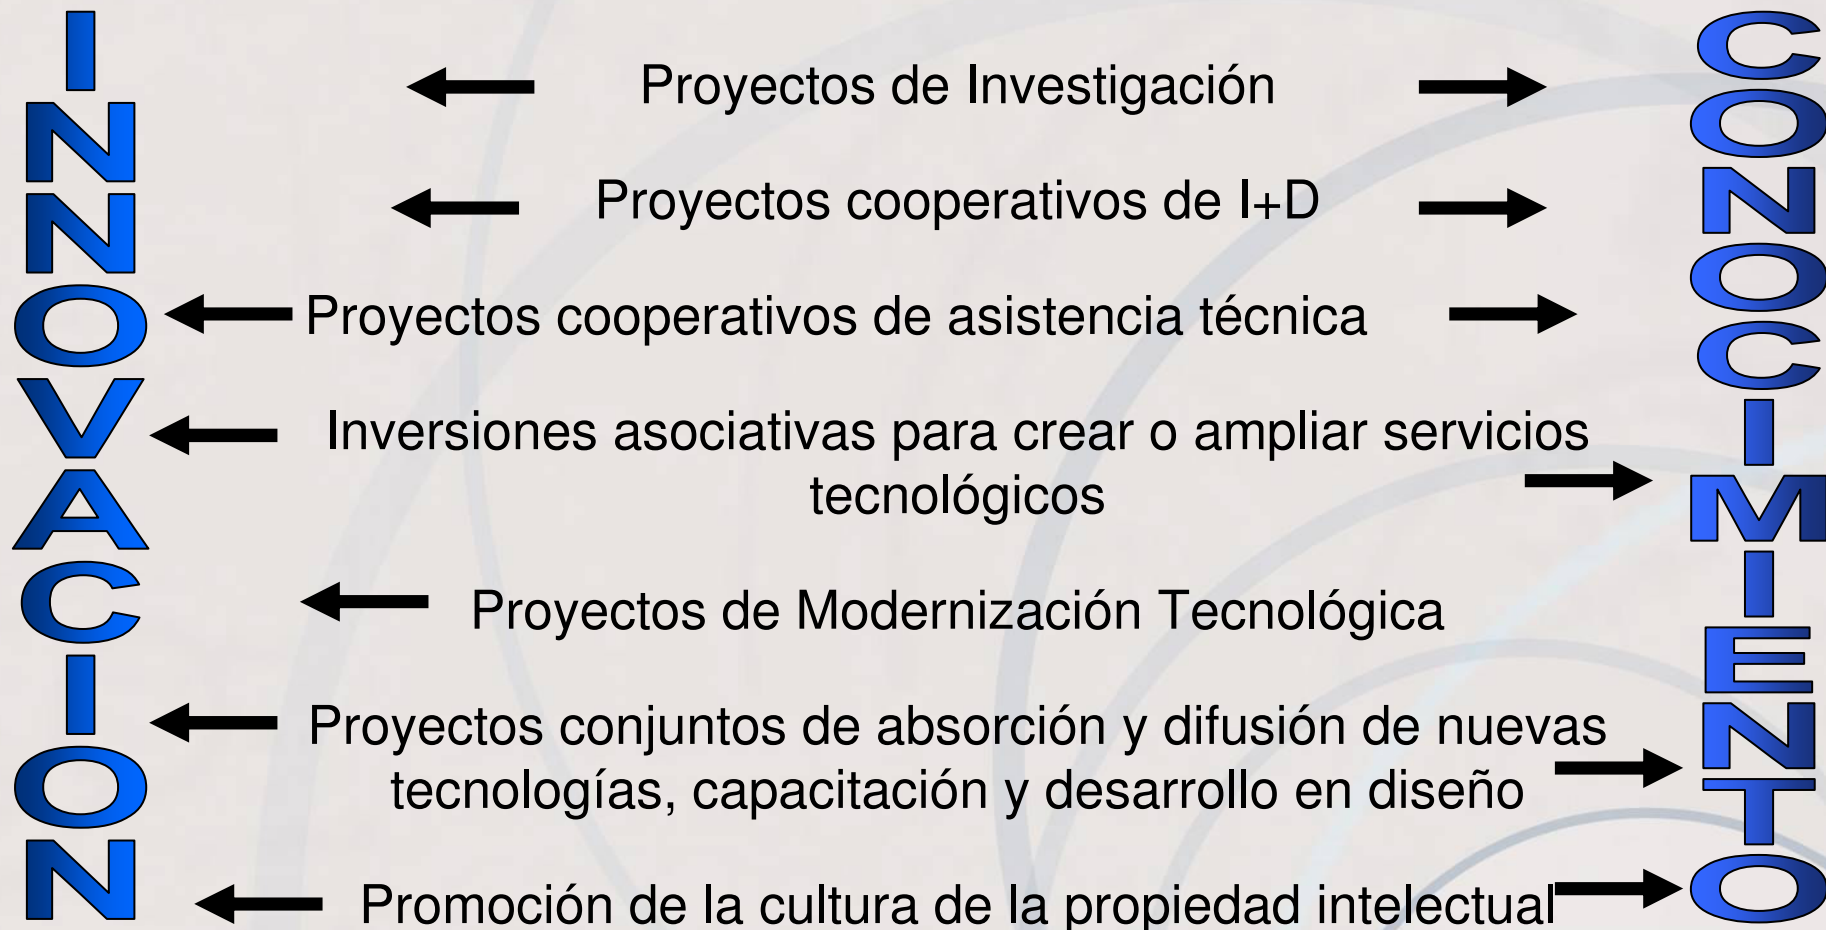 INNOVACION
Proyectos de Investigación
Proyectos cooperativos de I+D
Proyectos cooperativos de asistencia técnica
Inversiones asociativas para crear o ampliar servicios
tecnológicos
Proyectos de Modernización Tecnológica
Proyectos conjuntos de absorción y difusión de nuevas
tecnologías, capacitación y desarrollo en diseño
Promoción de la cultura de la propiedad intelectual
CONOCIMIENTO